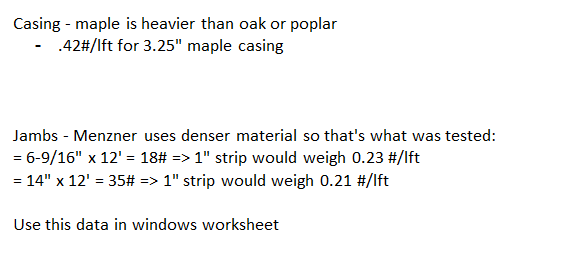 Casing - maple is heavier than oak or poplar
- .42#/lft for 3.25" maple casing
Jambs - Menzner uses denser material so that's what was tested:
= 6-9/16" x 12' = 18# => 1" strip would weigh 0.23 #/lft
= 14" x 12' = 35# => 1" strip would weigh 0.21 #/lft
Use this data in windows worksheet